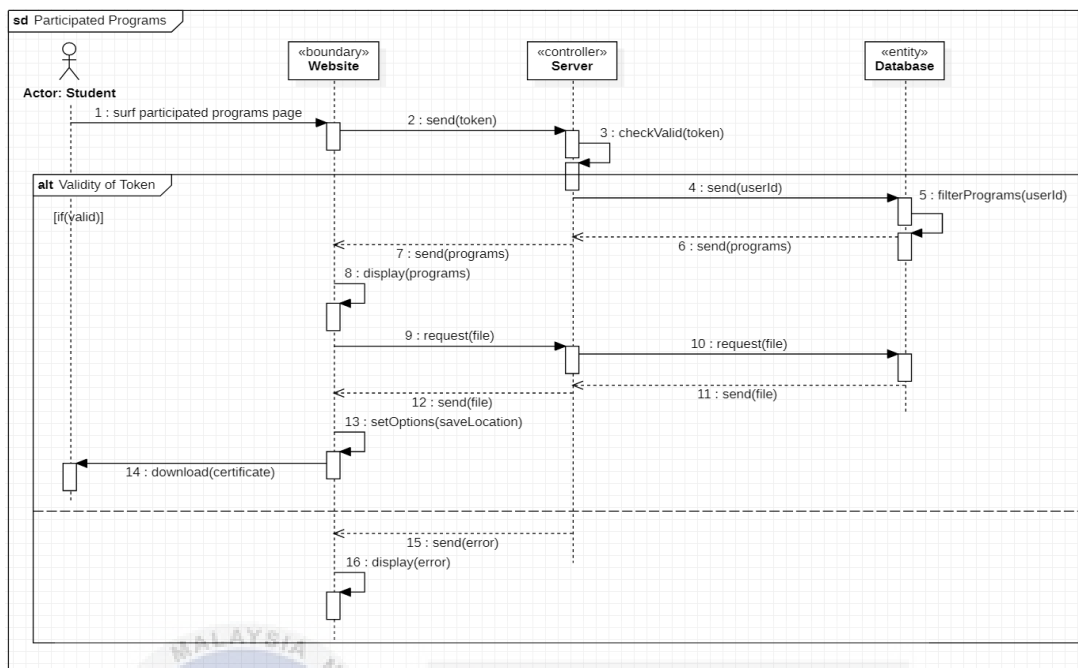 sd Participated Programs
«boundary»
Website
«controller»
Server
«entity»
Database
Actor: Student
1 : surf participated programs page
2 : send(token)
3 : checkValid(token)
alt Validity of Token
4 : send(userId)
5 : filterPrograms(userId)
[if(valid)]
6 : send(programs)
7 : send(programs)
8 : display(programs)
9 : request(file)
10 : request(file)
11 : send(file)
12 : send(file)
13 : setOptions(saveLocation)
14 : download(certificate)
15 : send(error)
16 : display(error)
MALAYSIA